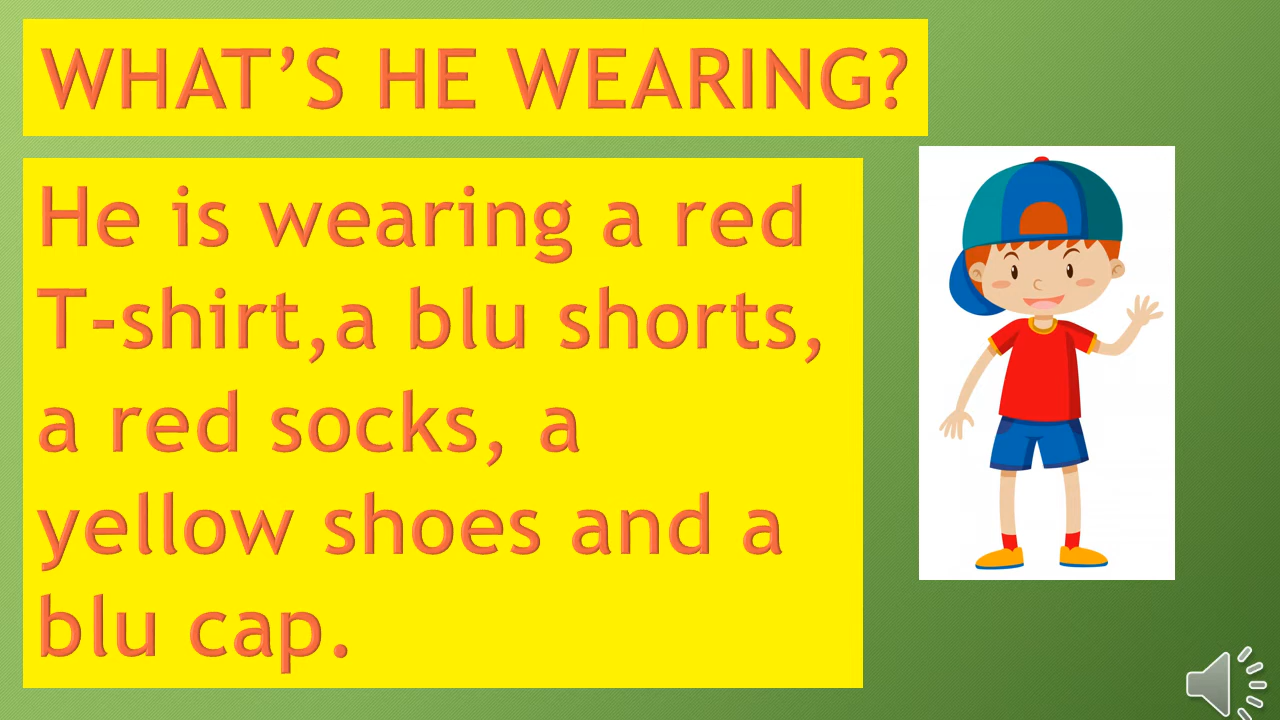 WHAT’S HE WEARING?
He is wearing a red
T-shirt,a blu shorts,
a red socks, a
yellow shoes and a
blu cap.